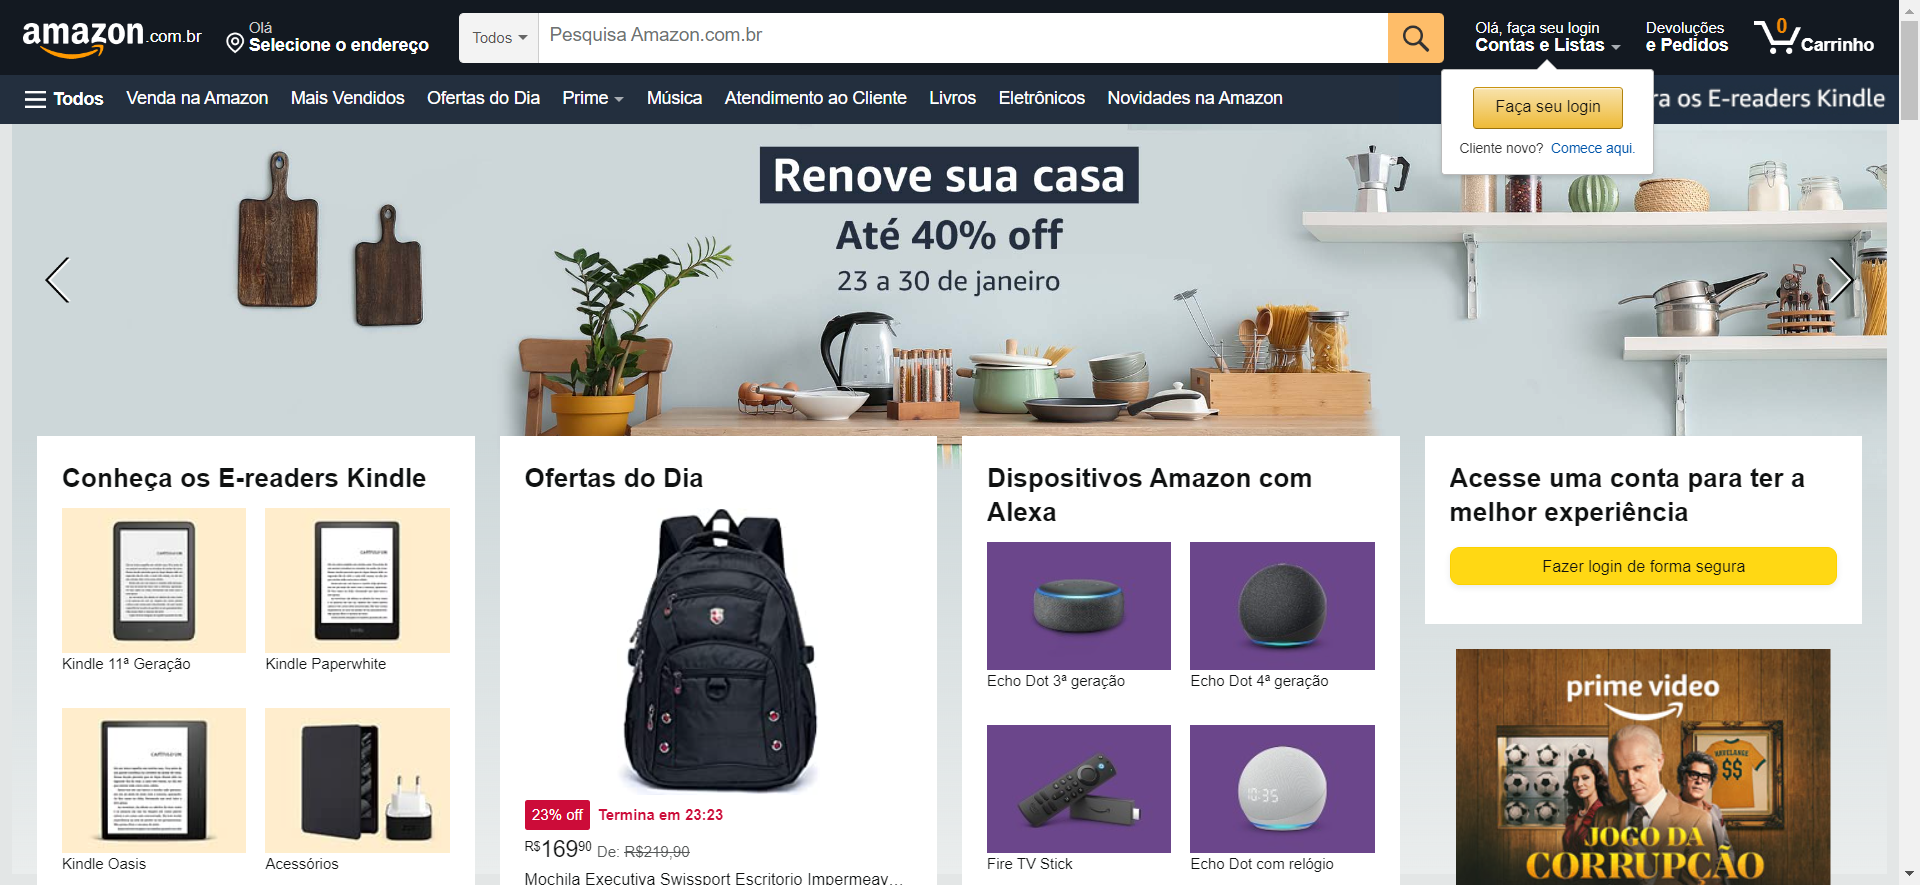 amazon.com.br
Olá
Selecione o endereço
Todos
Pesquisa Amazon.com.br
Olá, faça seu login
Contas e Listas
Devoluções
e Pedidos
0
Carrinho
Todos
Venda na Amazon
Mais Vendidos
Ofertas do Dia
Prime
Música
Atendimento ao Cliente
Livros
Eletrônicos
Novidades na Amazon
ra os E-readers Kindle
Faça seu login
Cliente novo? Comece aqui.
Renove sua casa
Até 40% off
23 a 30 de janeiro
Conheça os E-readers Kindle
Kindle 11ª Geração
Kindle Paperwhite
Kindle Oasis
Acessórios
Ofertas do Dia
23% off
Termina em 23:23
R$16990 De: R$219,90
Mochila Executiva Swissport Escritorio Impermeav…
Dispositivos Amazon com
Alexa
Echo Dot 3ª geração
Echo Dot 4ª geração
10:35
Fire TV Stick
Echo Dot com relógio
Acesse uma conta para ter a
melhor experiência
Fazer login de forma segura
prime video
HAVELANGE
$$
JOGO DA
CORRUPÇÃO